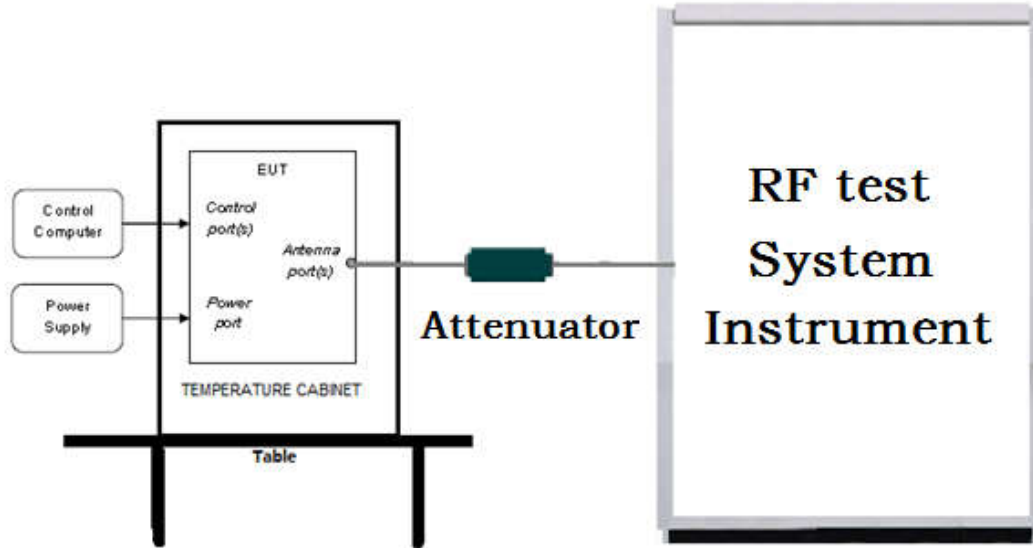 EUT
Control
Computer
Control
port(s)
Antenna
port(s)
Power
Supply
Power
port
TEMPERATURE CABINET
Table
Attenuator
RF test
System
Instrument